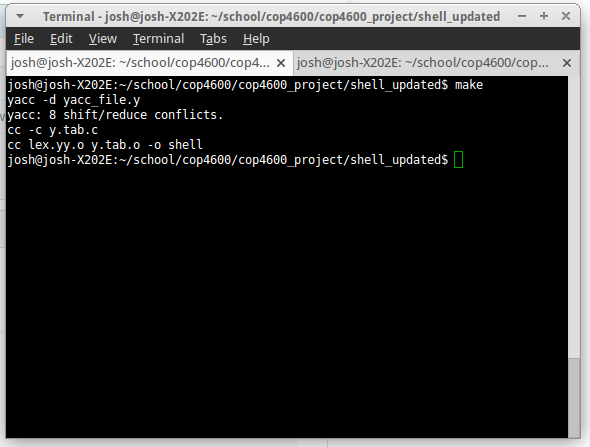 Terminal - josh@josh-X202E: ~/school/cop4600/cop4600_project/shell_updated
File Edit View Terminal Tabs Help
josh@josh-X202E: ~/school/cop4600/cop4... josh@josh-X202E: ~/school/cop4600/cop...
josh@josh-X202E:~/school/cop4600/cop4600_project/shell_updated$ make
yacc -d yacc_file.y
yacc: 8 shift/reduce conflicts.
cc -c y.tab.c
cc lex.yy.o y.tab.o -o shell
josh@josh-X202E:~/school/cop4600/cop4600_project/shell_updated$